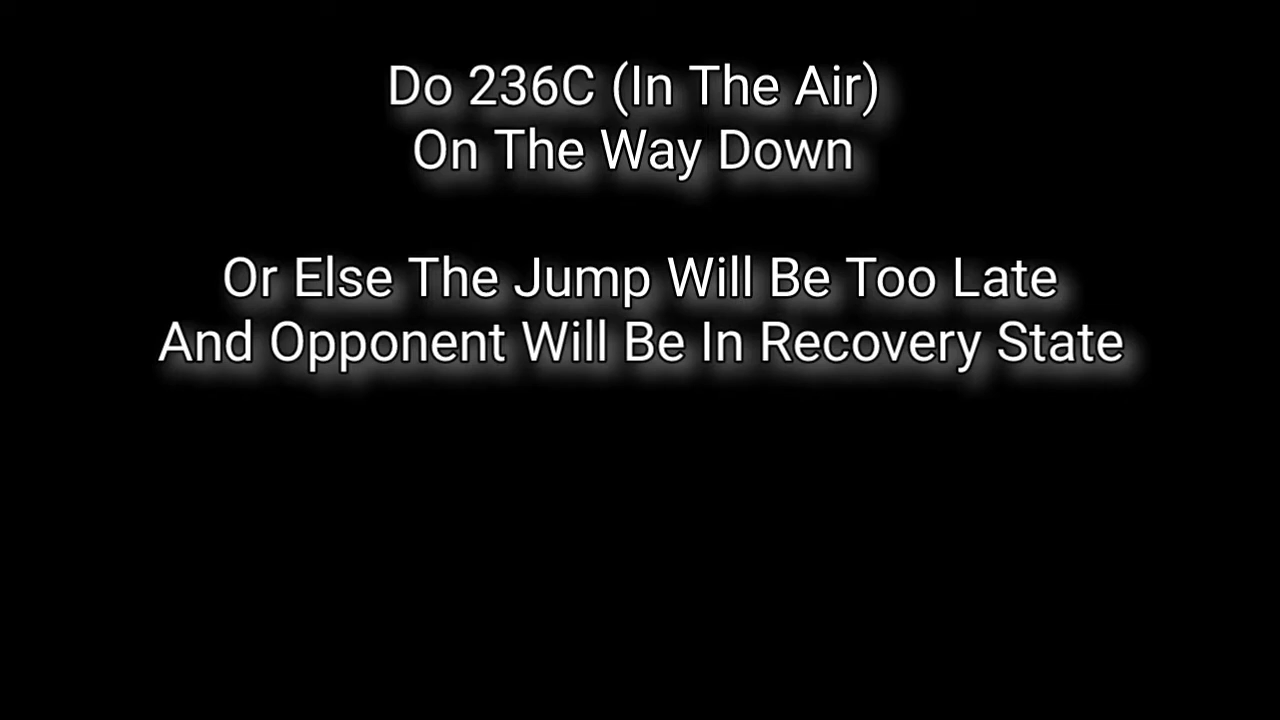 Do 236C (In The Air)
On The Way Down
Or Else The Jump Will Be Too Late
And Opponent Will Be In Recovery State